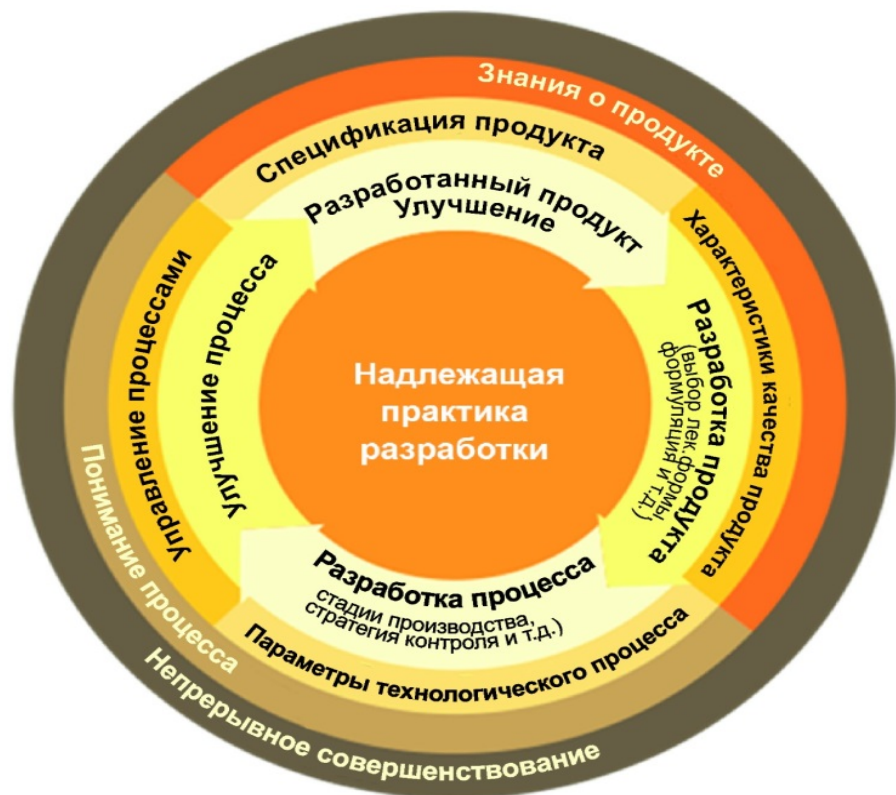 Знания о продукте
Спецификация продукта
Разработанный продукт
Улучшение
Характеристики качества продукта
Разработка продукта
(выбор лек.формы,
формуляция и т.д.)
Надлежащая
практика
разработки
Управление процессами
Улучшение процесса
Разработка процесса
стадии производства,
стратегия контроля и т.д.)
Параметры технологического процесса
Понимание процесса
Непрерывное совершенствование